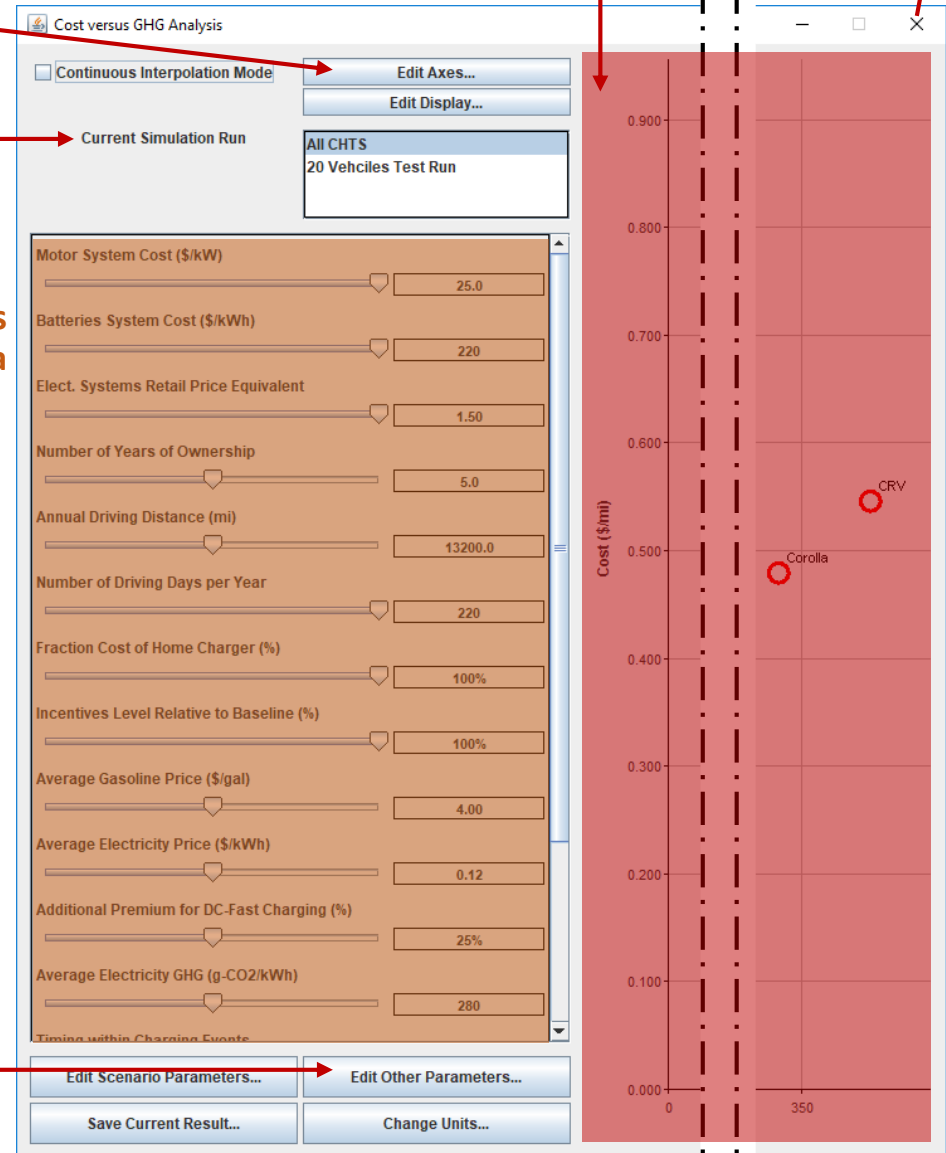 Cost versus GHG Analysis
Continuous Interpolation Mode
Edit Axes...
Edit Display...
Current Simulation Run
All CHTS
20 Vehciles Test Run
Motor System Cost ($/kW)
25.0
s
Batteries System Cost ($/kWh)
a
220
Elect. Systems Retail Price Equivalent
1.50
Number of Years of Ownership
5.0
Annual Driving Distance (mi)
13200.0
Number of Driving Days per Year
220
Fraction Cost of Home Charger (%)
100%
Incentives Level Relative to Baseline (%)
100%
Average Gasoline Price ($/gal)
4.00
Average Electricity Price ($/kWh)
0.12
Additional Premium for DC-Fast Charging (%)
25%
Average Electricity GHG (g-CO2/kWh)
280
Timing within Charging Events
Edit Scenario Parameters...
Edit Other Parameters...
Save Current Result...
Change Units...
Cost ($/mi)
0.900
0.800
0.700
0.600
CRV
0.500
Corolla
0.400
0.300
0.200
0.100
0.000
0
350